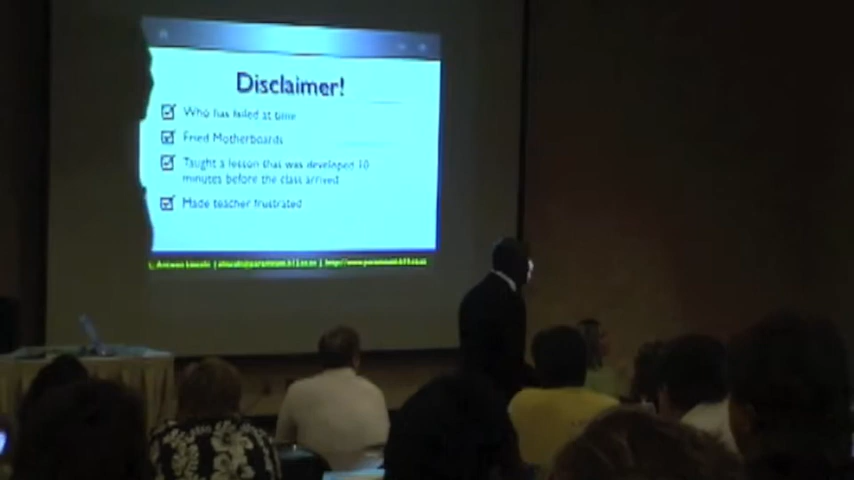 Disclaimer!
Who has failed at time
Fried Motherboards
Taught a lesson that was developed 10
minutes before the class arrived
Made teacher frustrated